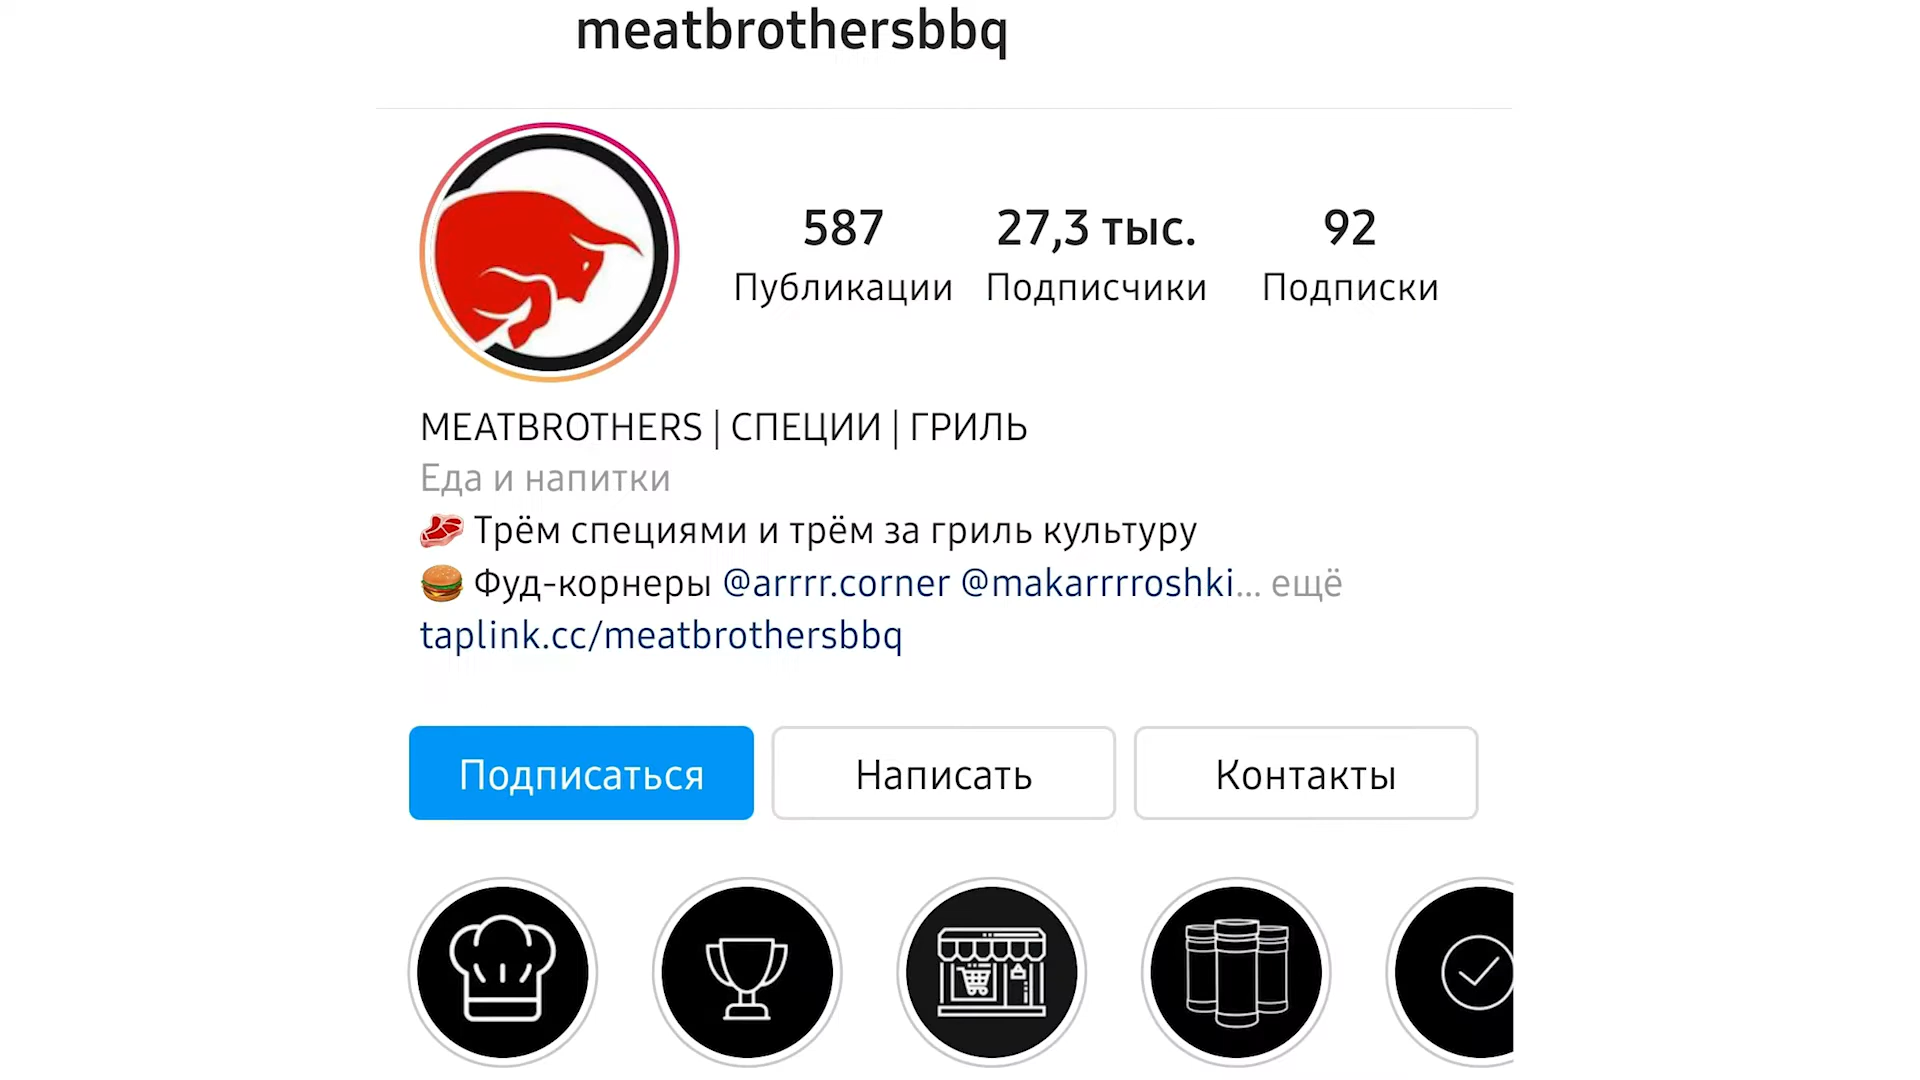 meatbrothersbbq
587 27,3 тыс. 92
Публикации Подписчики Подписки
MEATBROTHERS | СПЕЦИИ | ГРИЛЬ
Еда и напитки
Трём специями и трём за гриль культуру
Фуд-корнеры @arrrr.corner @makarrrroshki... ещё
taplink.cc/meatbrothersbbq
Подписаться Написать Контакты